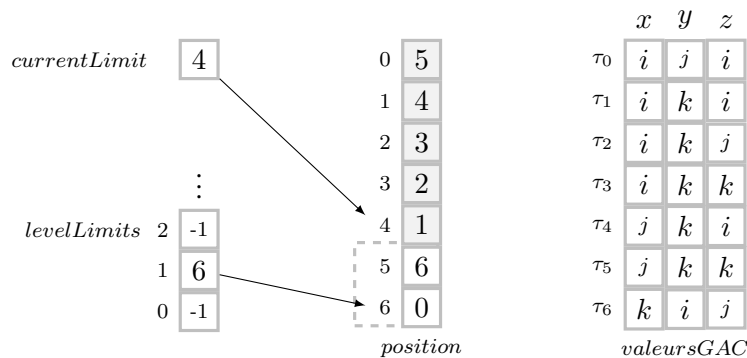 x y z
currentLimit 4 0 5 τ0 i j i
1 4 τ1 i k i
2 3 τ2 i k j
⋮ 3 2 τ3 i k k
levelLimits 2 -1 4 1 τ4 j k i
1 6 5 6 τ5 j k k
0 -1 6 0 τ6 k i j
position valeursGAC